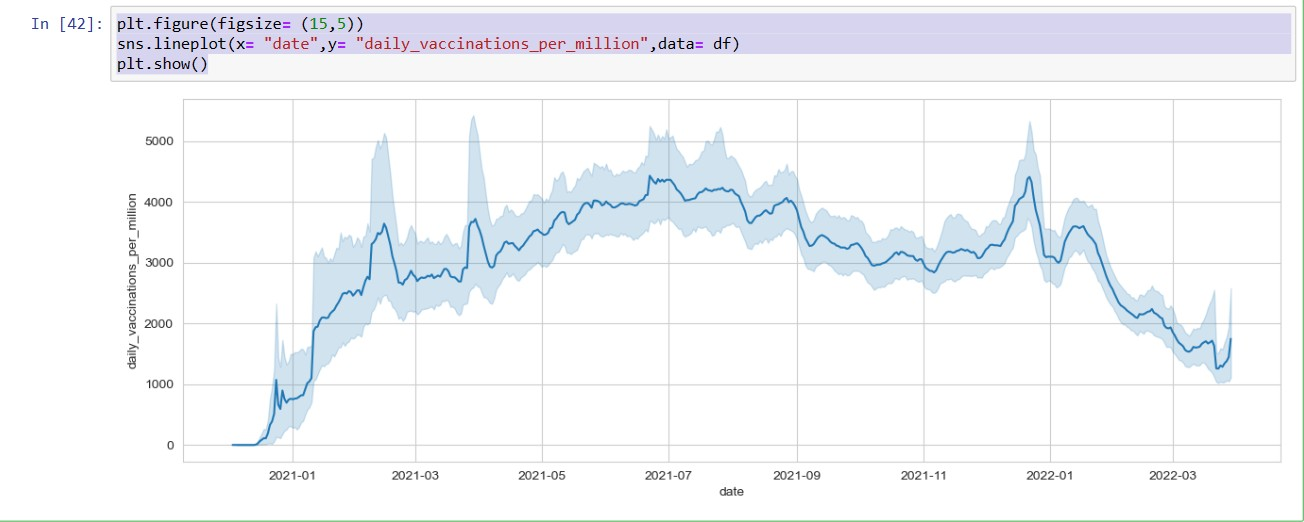 In [42]: plt.figure(figsize= (15,5))
sns.lineplot(x= "date",y= "daily_vaccinations_per_million",data= df)
plt.show()
5000
4000
3000
2000
1000
0
daily_vaccinations_per_million
2021-01 2021-03 2021-05 2021-07 2021-09 2021-11 2022-01 2022-03
date